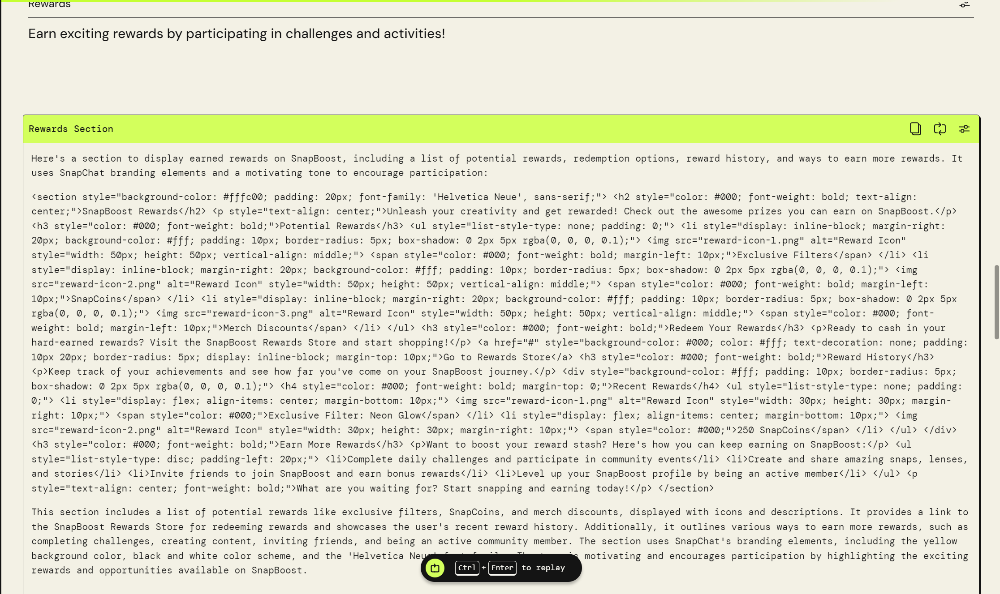 Rewards
Earn exciting rewards by participating in challenges and activities!
Rewards Section
Here's a section to display earned rewards on SnapBoost, including a list of potential rewards, redemption options, reward history, and ways to earn more rewards. It
uses SnapChat branding elements and a motivating tone to encourage participation:
<section style="background-color: #fffc00; padding: 20px; font-family: 'Helvetica Neue', sans-serif;"> <h2 style="color: #000; font-weight: bold; text-align:
center;">SnapBoost Rewards</h2> <p style="text-align: center;">Unleash your creativity and get rewarded! Check out the awesome prizes you can earn on SnapBoost.</p>
<h3 style="color: #000; font-weight: bold;">Potential Rewards</h3> <ul style="list-style-type: none; padding: 0;"> <li style="display: inline-block; margin-right:
20px; background-color: #fff; padding: 10px; border-radius: 5px; box-shadow: 0 2px 5px rgba(0, 0, 0, 0.1);"> <img src="reward-icon-1.png" alt="Reward Icon"
style="width: 50px; height: 50px; vertical-align: middle;"> <span style="color: #000; font-weight: bold; margin-left: 10px;">Exclusive Filters</span> </li> <li
style="display: inline-block; margin-right: 20px; background-color: #fff; padding: 10px; border-radius: 5px; box-shadow: 0 2px 5px rgba(0, 0, 0, 0.1);"> <img
src="reward-icon-2.png" alt="Reward Icon" style="width: 50px; height: 50px; vertical-align: middle;"> <span style="color: #000; font-weight: bold; margin-left:
10px;">SnapCoins</span> </li> <li style="display: inline-block; margin-right: 20px; background-color: #fff; padding: 10px; border-radius: 5px; box-shadow: 0 2px 5px
rgba(0, 0, 0, 0.1);"> <img src="reward-icon-3.png" alt="Reward Icon" style="width: 50px; height: 50px; vertical-align: middle;"> <span style="color: #000; font-
weight: bold; margin-left: 10px;">Merch Discounts</span> </li> </ul> <h3 style="color: #000; font-weight: bold;">Redeem Your Rewards</h3> <p>Ready to cash in your
hard-earned rewards? Visit the SnapBoost Rewards Store and start shopping!</p> <a href="#" style="background-color: #000; color: #fff; text-decoration: none; padding:
10px 20px; border-radius: 5px; display: inline-block; margin-top: 10px;">Go to Rewards Store</a> <h3 style="color: #000; font-weight: bold;">Reward History</h3>
<p>Keep track of your achievements and see how far you've come on your SnapBoost journey.</p> <div style="background-color: #fff; padding: 10px; border-radius: 5px;
box-shadow: 0 2px 5px rgba(0, 0, 0, 0.1);"> <h4 style="color: #000; font-weight: bold; margin-top: 0;">Recent Rewards</h4> <ul style="list-style-type: none; padding:
0;"> <li style="display: flex; align-items: center; margin-bottom: 10px;"> <img src="reward-icon-1.png" alt="Reward Icon" style="width: 30px; height: 30px; margin-
right: 10px;"> <span style="color: #000;">Exclusive Filter: Neon Glow</span> </li> <li style="display: flex; align-items: center; margin-bottom: 10px;"> <img
src="reward-icon-2.png" alt="Reward Icon" style="width: 30px; height: 30px; margin-right: 10px;"> <span style="color: #000;">250 SnapCoins</span> </li> </ul> </div>
<h3 style="color: #000; font-weight: bold;">Earn More Rewards</h3> <p>Want to boost your reward stash? Here's how you can keep earning on SnapBoost:</p> <ul
style="list-style-type: disc; padding-left: 20px;"> <li>Complete daily challenges and participate in community events</li> <li>Create and share amazing snaps, lenses,
and stories</li> <li>Invite friends to join SnapBoost and earn bonus rewards</li> <li>Level up your SnapBoost profile by being an active member</li> </ul> <p
style="text-align: center; font-weight: bold;">What are you waiting for? Start snapping and earning today!</p> </section>
This section includes a list of potential rewards like exclusive filters, SnapCoins, and merch discounts, displayed with icons and descriptions. It provides a link to
the SnapBoost Rewards Store for redeeming rewards and showcases the user's recent reward history. Additionally, it outlines various ways to earn more rewards, such as
completing challenges, creating content, inviting friends, and being an active community member. The section uses SnapChat's branding elements, including the yellow
background color, black and white color scheme, and the 'Helvetica motivating and encourages participation by highlighting the exciting
rewards and opportunities available on SnapBoost.
Ctrl + Enter to replay